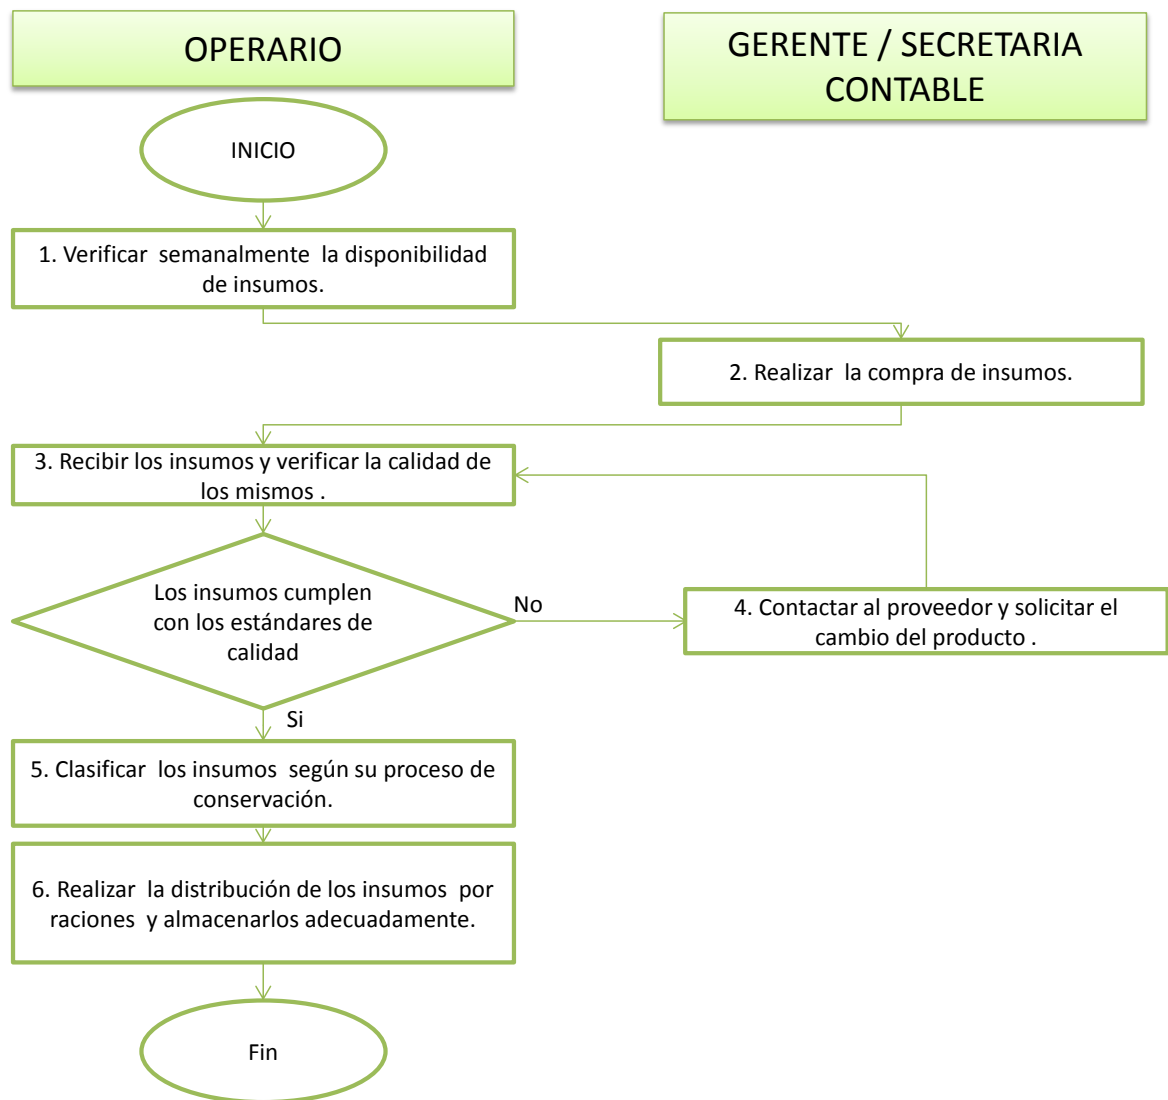 OPERARIO
GERENTE / SECRETARIA
CONTABLE
INICIO
1. Verificar semanalmente la disponibilidad
de insumos.
2. Realizar la compra de insumos.
3. Recibir los insumos y verificar la calidad de
los mismos .
Los insumos cumplen
con los estándares de
calidad
No
4. Contactar al proveedor y solicitar el
cambio del producto .
Si
5. Clasificar los insumos según su proceso de
conservación.
6. Realizar la distribución de los insumos por
raciones y almacenarlos adecuadamente.
Fin